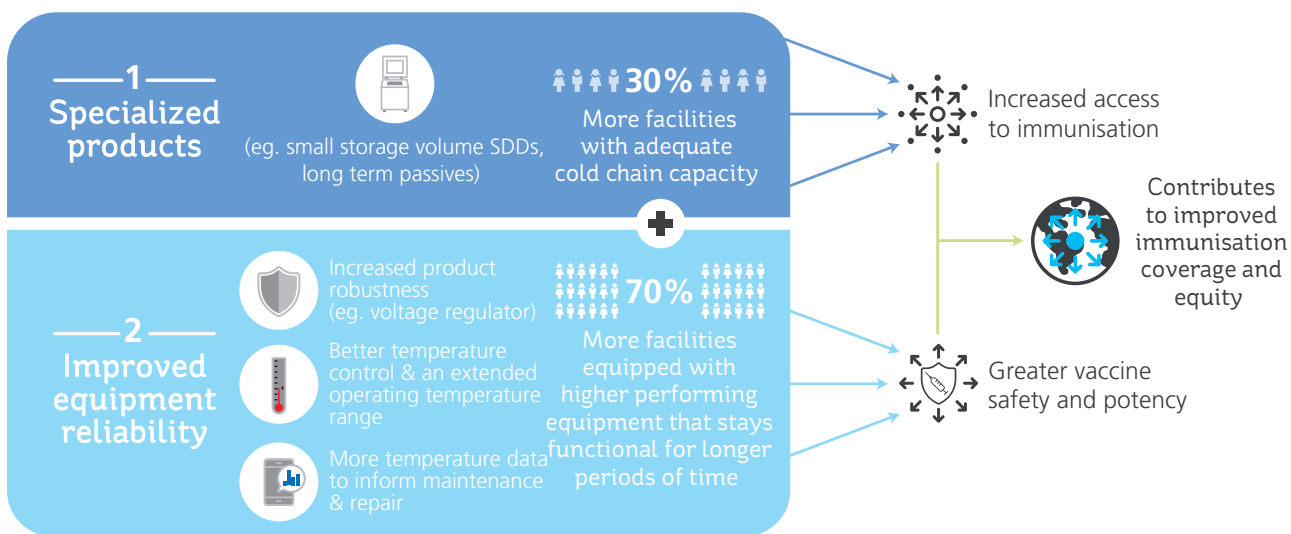 1
Specialized
products
(eg. small storage volume SDDs,
long term passives)
30%
More facilities
with adequate
cold chain capacity
Increased access
to immunisation
Contributes
to improved
immunisation
coverage and
equity
2
Improved
equipment
reliability
Increased product
robustness
(eg. voltage regulator)
Better temperature
control & an extended
operating temperature
range
More temperature data
to inform maintenance
& repair
70%
More facilities
equipped with
higher performing
equipment that stays
functional for longer
periods of time
Greater vaccine
safety and potency